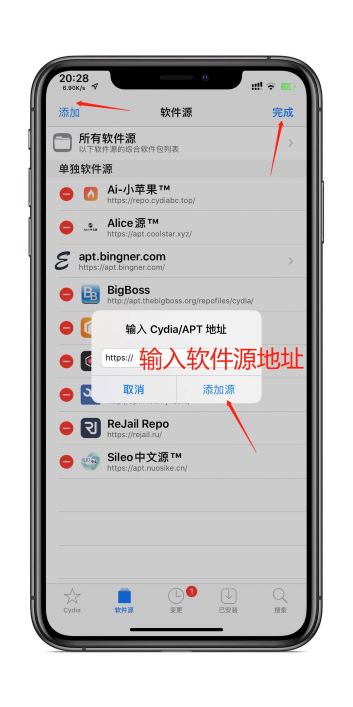 20:28
6.90K/s
添加
软件源
完成
所有软件源
以下软件源的综合软件包列表
单独软件源
Ai-小苹果™
https://repo.cydiabc.top/
Alice源™
https://apt.coolstar.xyz/
apt.bingner.com/
https://apt.bingner.com/
BigBoss
http://apt.thebigboss.org/repofiles/cydia/
输入 Cydia/APT 地址
https://
输入软件源地址
取消
添加源
ReJail Repo
https://rejail.ru/
Sileo中文源™
https://apt.nuosike.cn/
1
Cydia
软件源
变更
已安装
搜索